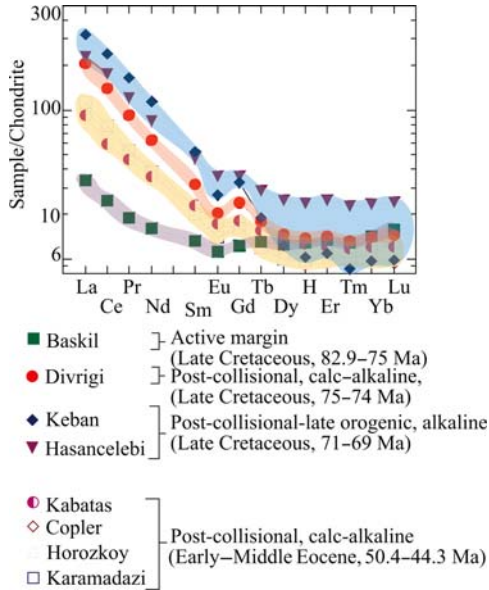 300
100
10
6
Sample/Chondrite
La Pr Sm Gd Dy Er Yb
Ce Nd Eu Tb H Tm Lu
Baskil
Active margin
(Late Cretaceous, 82.9–75 Ma)
Divrigi
Post-collisional, calc-alkaline,
(Late Cretaceous, 75–74 Ma)
Keban
Hasancelebi
Post-collisional-late orogenic, alkaline
(Late Cretaceous, 71–69 Ma)
Kabatas
Copler
Horozkoy
Karamadazi
Post-collisional, calc-alkaline
(Early–Middle Eocene, 50.4–44.3 Ma)